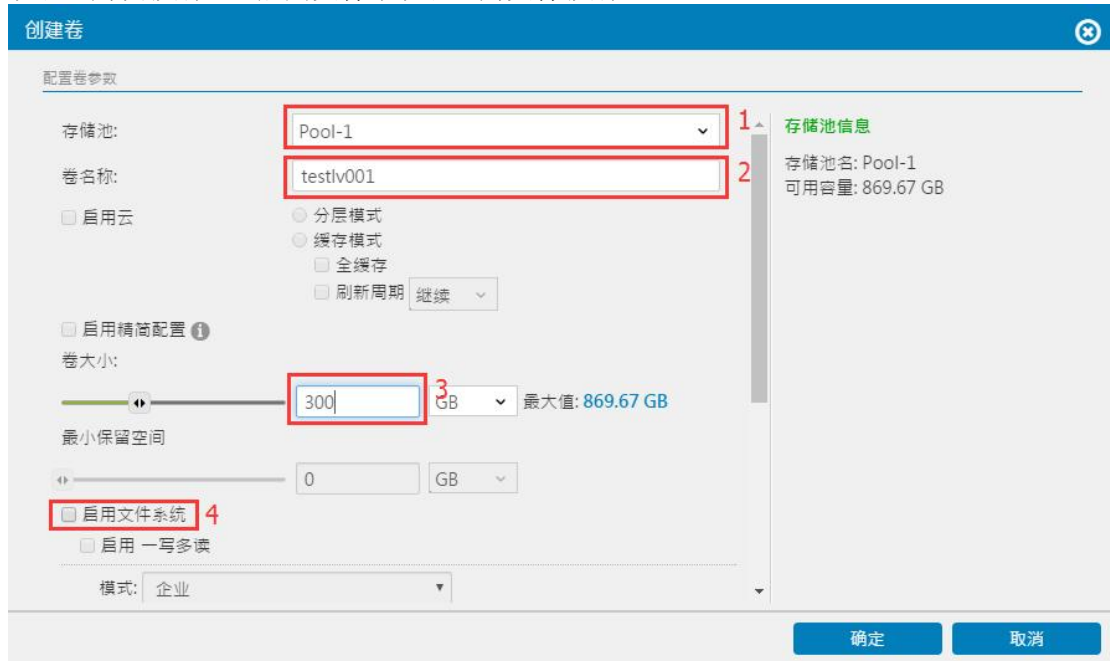 创建卷
配置卷参数
存储池: Pool-1 1
卷名称: testlv001 2
启用云 分层模式
缓存模式
全缓存
刷新周期 继续
启用精简配置
卷大小:
300 3 GB 最大值: 869.67 GB
最小保留空间
0 GB
启用文件系统 4
启用 一写多读
模式: 企业
存储池信息
存储池名: Pool-1
可用容量: 869.67 GB
确定 取消